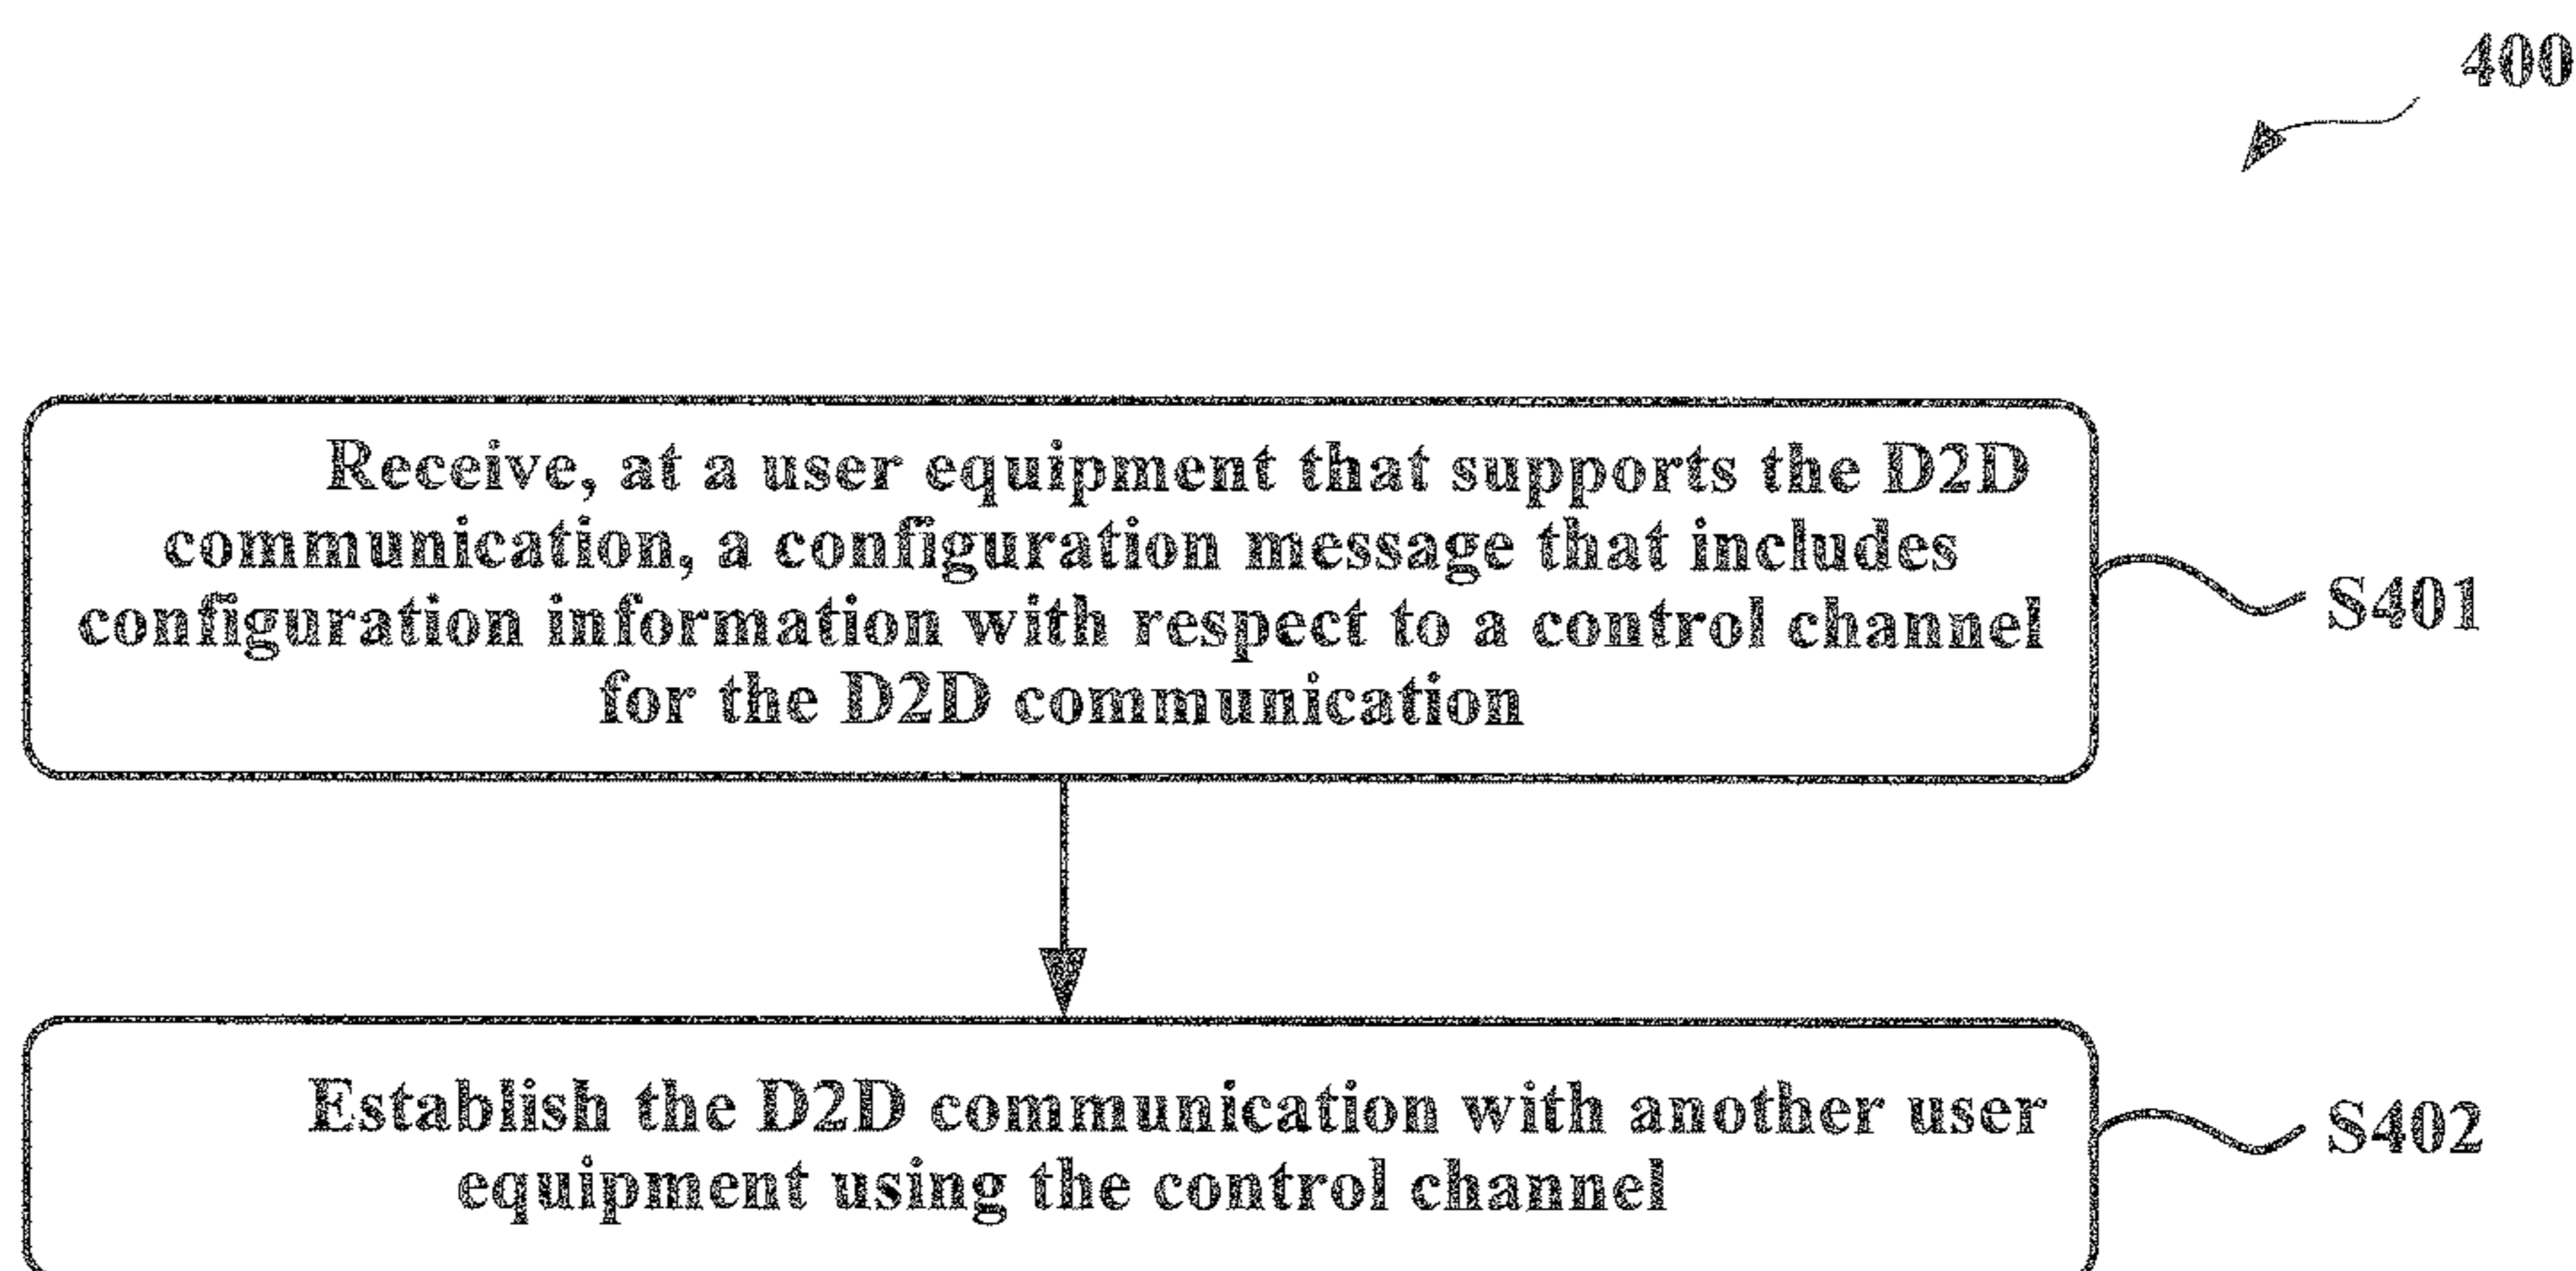 400
Receive, at a user equipment that supports the D2D
communication, a configuration message that includes
configuration information with respect to a control channel
for the D2D communication
S401
Establish the D2D communication with another user
equipment using the control channel
S402